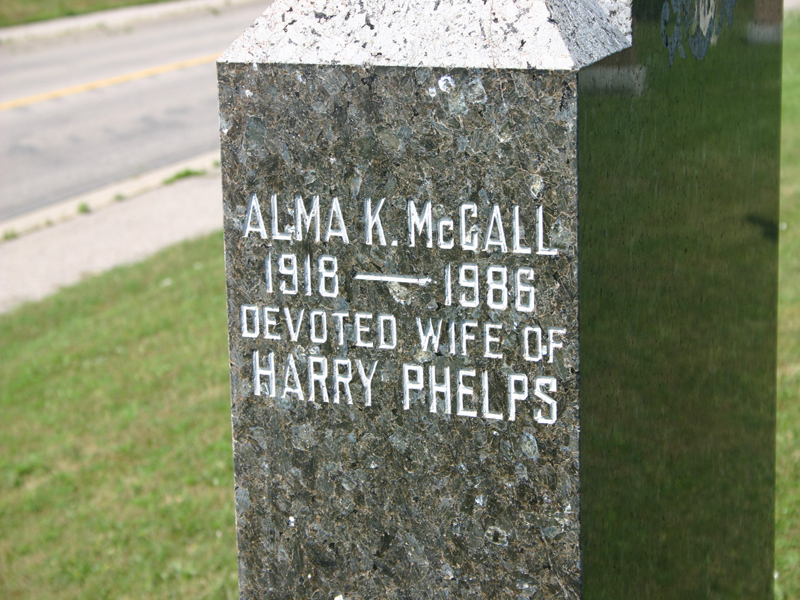 ALMA K. McCALL
1918 — 1986
DEVOTED WIFE OF
HARRY PHELPS